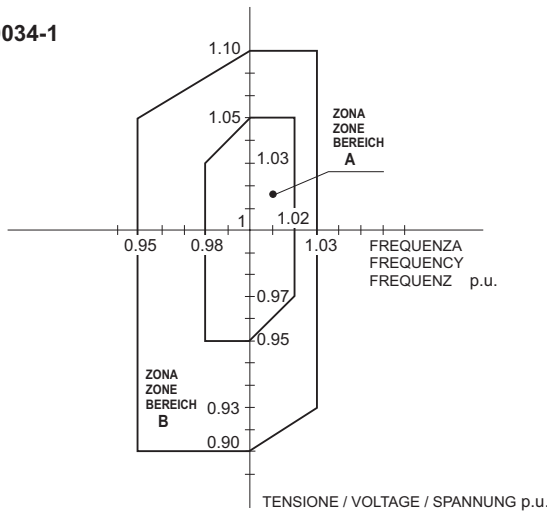 034-1
1.10
1.05
ZONA
ZONE
BEREICH
A
1.03
1
1.02
0.95
0.98
1.03
FREQUENZA
FREQUENCY
FREQUENZ p.u.
0.97
0.95
ZONA
ZONE
BEREICH
B
0.93
0.90
TENSIONE / VOLTAGE / SPANNUNG p.u.